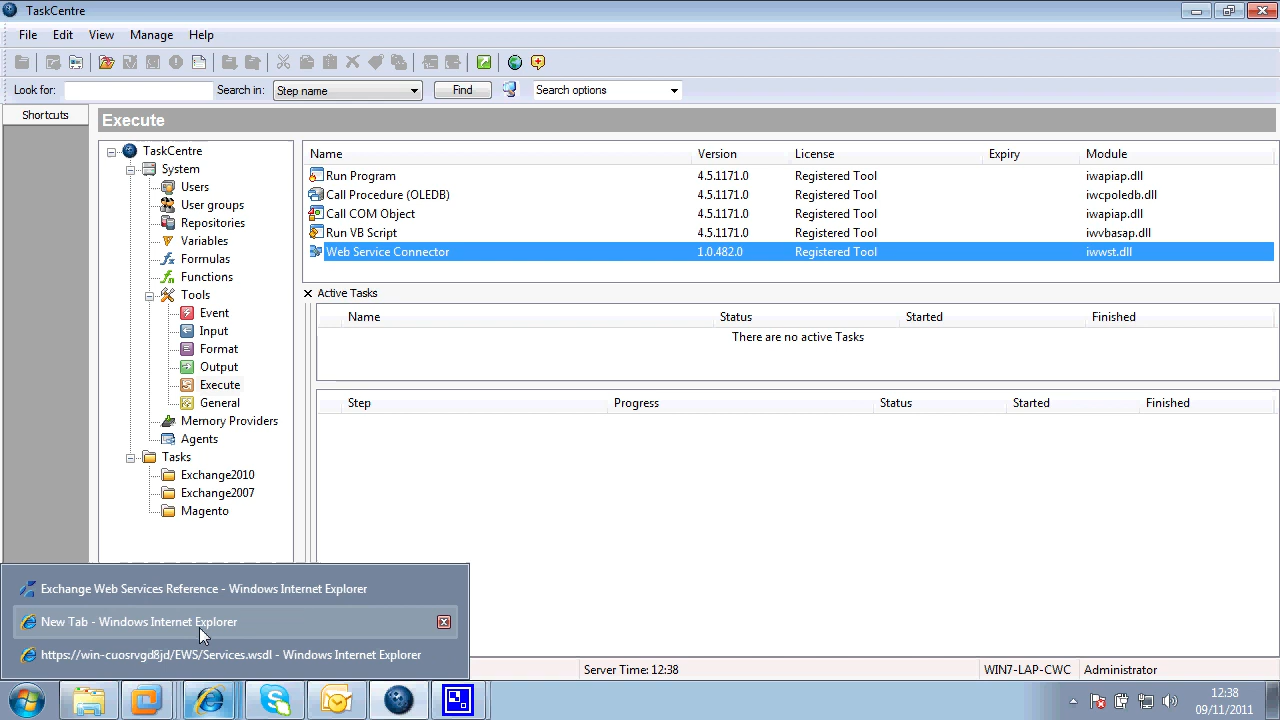 TaskCentre
File Edit View Manage Help
Look for: Search in: Step name Find Search options
Shortcuts
Execute
TaskCentre
System
Users
User groups
Repositories
Variables
Formulas
Functions
Tools
Event
Input
Format
Output
Execute
General
Memory Providers
Agents
Tasks
Exchange2010
Exchange2007
Magento
Name Version License Expiry Module
Run Program 4.5.1171.0 Registered Tool iwapiap.dll
Call Procedure (OLEDB) 4.5.1171.0 Registered Tool iwcpoledb.dll
Call COM Object 4.5.1171.0 Registered Tool iwapiap.dll
Run VB Script 4.5.1171.0 Registered Tool iwvbasap.dll
Web Service Connector 1.0.482.0 Registered Tool iwwst.dll
Active Tasks
Name Status Started Finished
There are no active Tasks
Step Progress Status Started Finished
Exchange Web Services Reference - Windows Internet Explorer
New Tab - Windows Internet Explorer
https://win-cuosrvgd8jd/EWS/Services.wsdl - Windows Internet Explorer
Server Time: 12:38 WIN7-LAP-CWC Administrator
12:38
09/11/2011